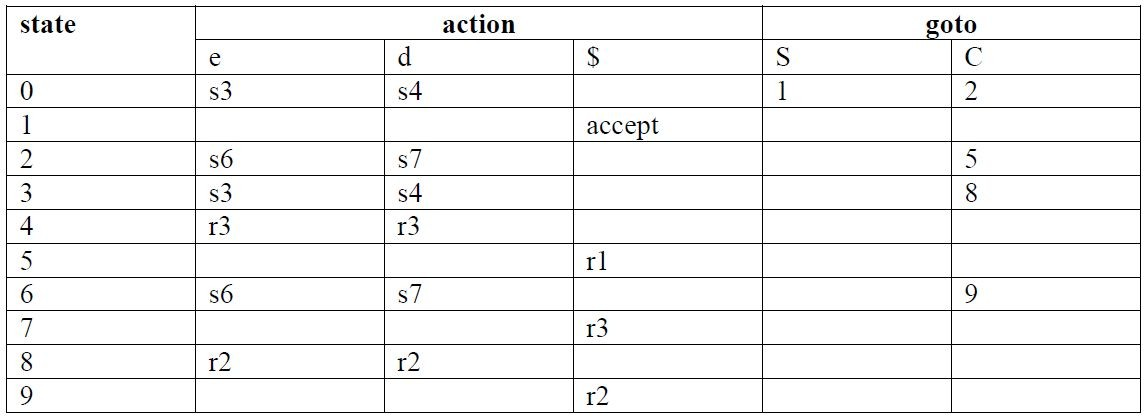 state action goto
e d $ S C
0 s3 s4 1 2
1 accept
2 s6 s7 5
3 s3 s4 8
4 r3 r3
5 r1
6 s6 s7 9
7 r3
8 r2 r2
9 r2